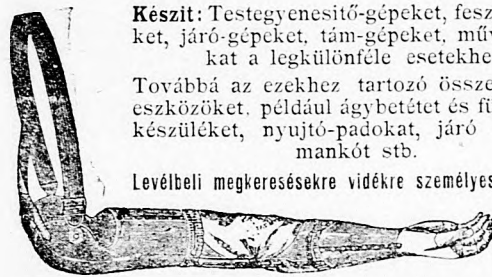 Készit: Testegyenesitő-gépeket, fesz
ket, járó-gépeket, tám-gépeket, műv
kat a legkülönféle esetekhe
Továbbá az ezekhez tartozó össze
eszközöket, például ágybetétet és fü
készüléket, nyujtó-padokat, járó
mankót stb.
Levélbeli megkeresésekre vidékre személyes